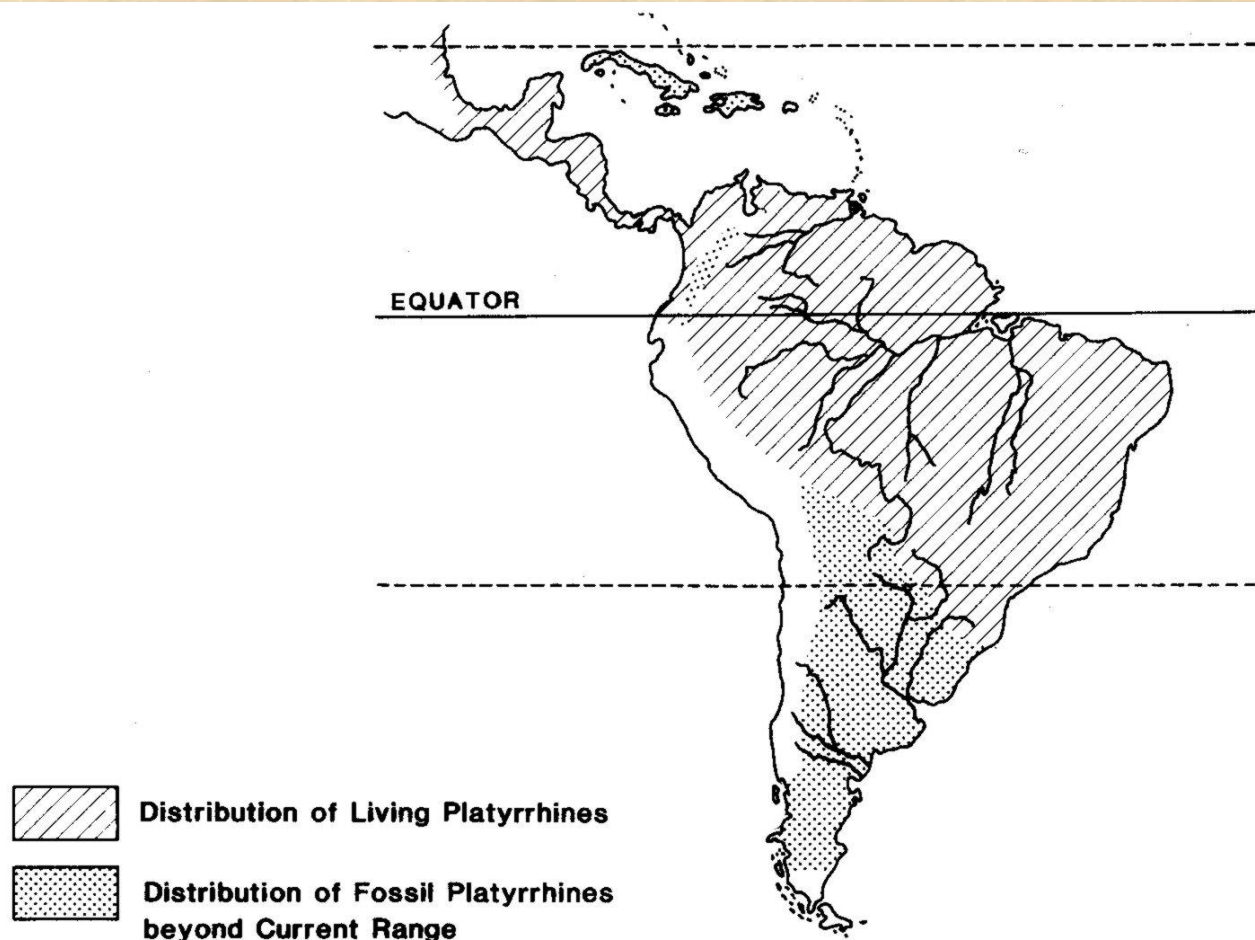 EQUATOR
Distribution of Living Platyrrhines
Distribution of Fossil Platyrrhines
beyond Current Range